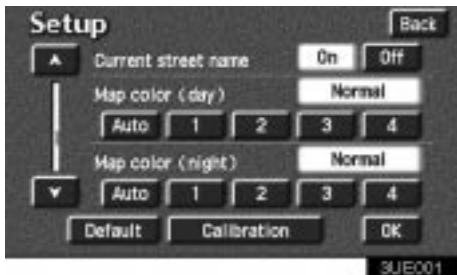 Setup Back
Current street name On Off
Map color (day) Normal
Auto 1 2 3 4
Map color (night) Normal
Auto 1 2 3 4
Default Calibration OK
3UE001